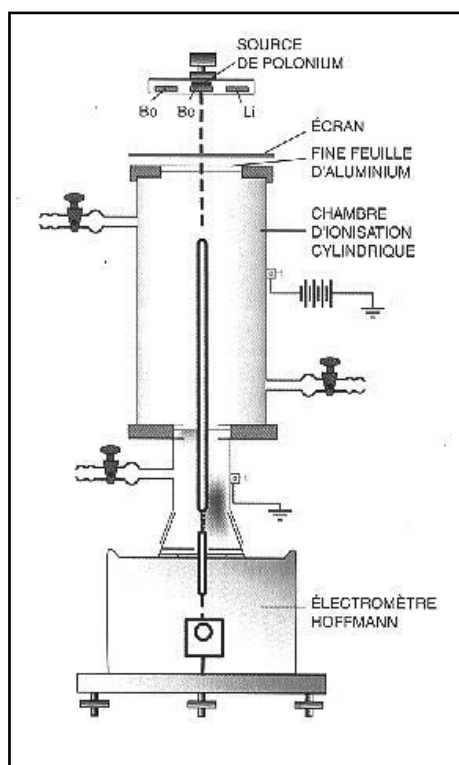 SOURCE
DE POLONIUM
Bo
Be
Li
ÉCRAN
FINE FEUILLE
D'ALUMINIUM
CHAMBRE
D'IONISATION
CYLINDRIQUE
ÉLECTROMÈTRE
HOFFMANN